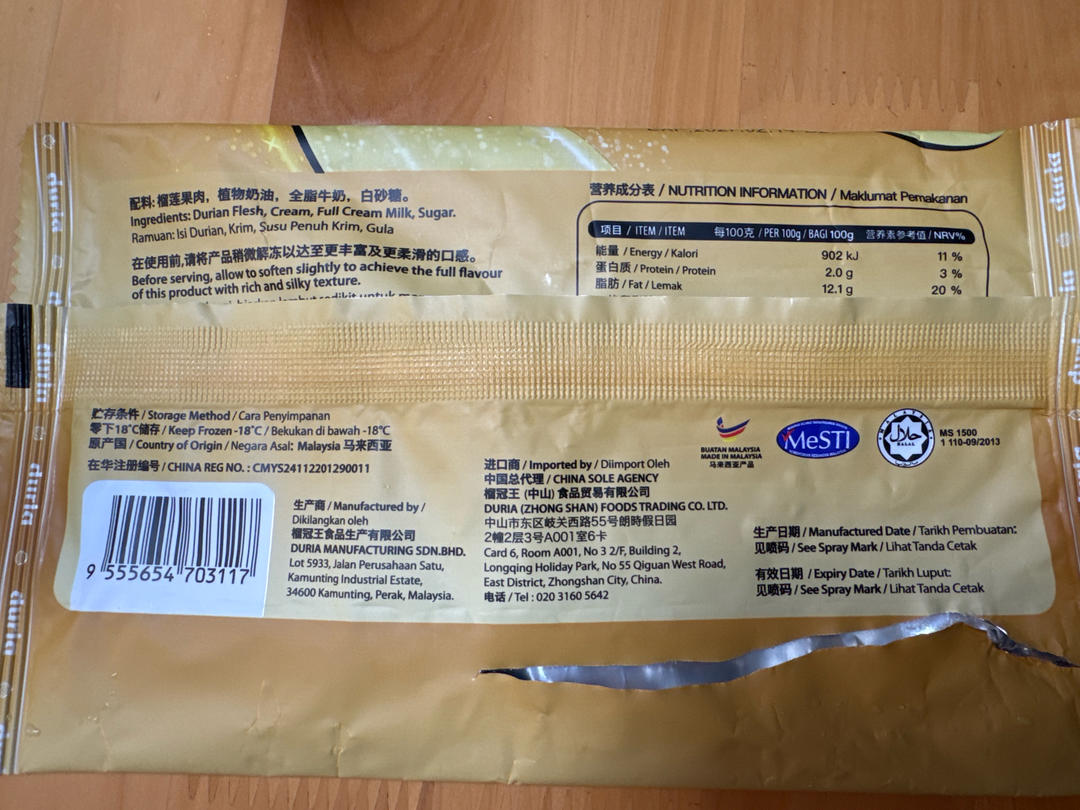 配料: 榴莲果肉，植物奶油，全脂牛奶，白砂糖。
Ingredients: Durian Flesh, Cream, Full Cream Milk, Sugar.
Ramuan: Isi Durian, Krim, Susu Penuh Krim, Gula
在使用前,请将产品稍微解冻以达至更丰富及更柔滑的口感。
Before serving, allow to soften slightly to achieve the full flavour
of this product with rich and silky texture.
营养成分表 / NUTRITION INFORMATION / Maklumat Pemakanan
项目 / ITEM / ITEM 每100克 / PER 100g / BAGI 100g 营养素参考值 / NRV%
能量 / Energy / Kalori 902 kJ 11 %
蛋白质 / Protein / Protein 2.0 g 3 %
脂肪 / Fat / Lemak 12.1 g 20 %
贮存条件 / Storage Method / Cara Penyimpanan
零下18˚C储存 / Keep Frozen -18˚C / Bekukan di bawah -18°C
原产国 / Country of Origin / Negara Asal: Malaysia 马来西亚
在华注册编号 / CHINA REG NO. : CMYS24112201290011
9 555654 703117
生产商 / Manufactured by /
Dikilangkan oleh
榴冠王食品生产有限公司
DURIA MANUFACTURING SDN.BHD.
Lot 5933, Jalan Perusahaan Satu,
Kamunting Industrial Estate,
34600 Kamunting, Perak, Malaysia.
进口商 / Imported by / Diimport Oleh
中国总代理 / CHINA SOLE AGENCY
榴冠王 (中山) 食品贸易有限公司
DURIA (ZHONG SHAN) FOODS TRADING CO. LTD.
中山市东区岐关西路55号朗時假日园
2幢2层3号A001室6卡
Card 6, Room A001, No 3 2/F, Building 2,
Longqing Holiday Park, No 55 Qiguan West Road,
East District, Zhongshan City, China.
电话 / Tel : 020 3160 5642
BUATAN MALAYSIA
MADE IN MALAYSIA
马来西亚产品
MeSTI
حلال
HALAL
MALAYSIA
MS 1500
1 110-09/2013
生产日期 / Manufactured Date / Tarikh Pembuatan:
见喷码 / See Spray Mark / Lihat Tanda Cetak
有效日期 / Expiry Date / Tarikh Luput:
见喷码 / See Spray Mark / Lihat Tanda Cetak
duria
duria
duria
duria
duria
duria